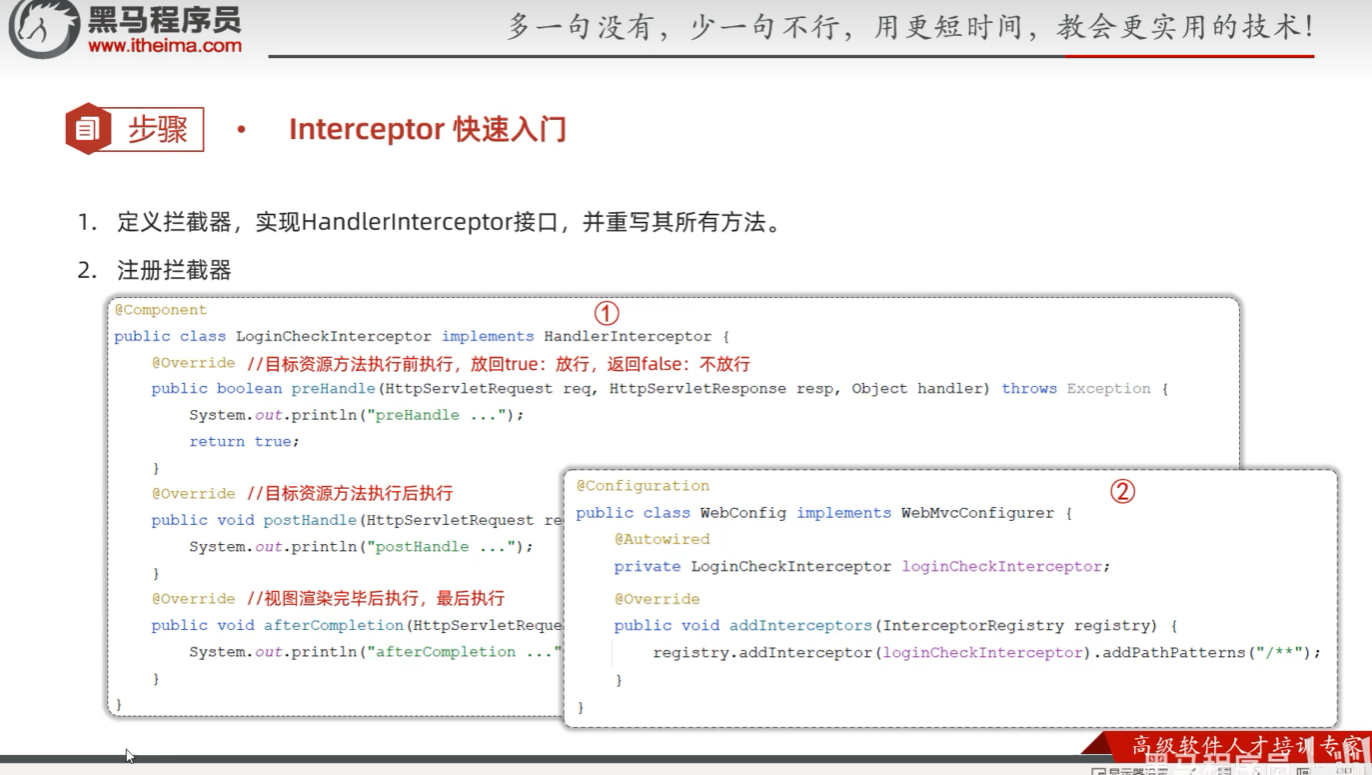 黑马程序员
www.itheima.com
多一句没有，少一句不行，用更短时间，教会更实用的技术！
步骤 • Interceptor 快速入门
1. 定义拦截器，实现HandlerInterceptor接口，并重写其所有方法。
2. 注册拦截器
①
@Component
public class LoginCheckInterceptor implements HandlerInterceptor {
@Override //目标资源方法执行前执行，放回true：放行，返回false：不放行
public boolean preHandle(HttpServletRequest req, HttpServletResponse resp, Object handler) throws Exception {
System.out.println("preHandle ...");
return true;
}
@Override //目标资源方法执行后执行
public void postHandle(HttpServletRequest re
System.out.println("postHandle ...");
}
@Override //视图渲染完毕后执行，最后执行
public void afterCompletion(HttpServletReque
System.out.println("afterCompletion ..."
}
}
②
@Configuration
public class WebConfig implements WebMvcConfigurer {
@Autowired
private LoginCheckInterceptor loginCheckInterceptor;
@Override
public void addInterceptors(InterceptorRegistry registry) {
registry.addInterceptor(loginCheckInterceptor).addPathPatterns("/**");
}
}
高级软件人才培训专家
黑马程序员